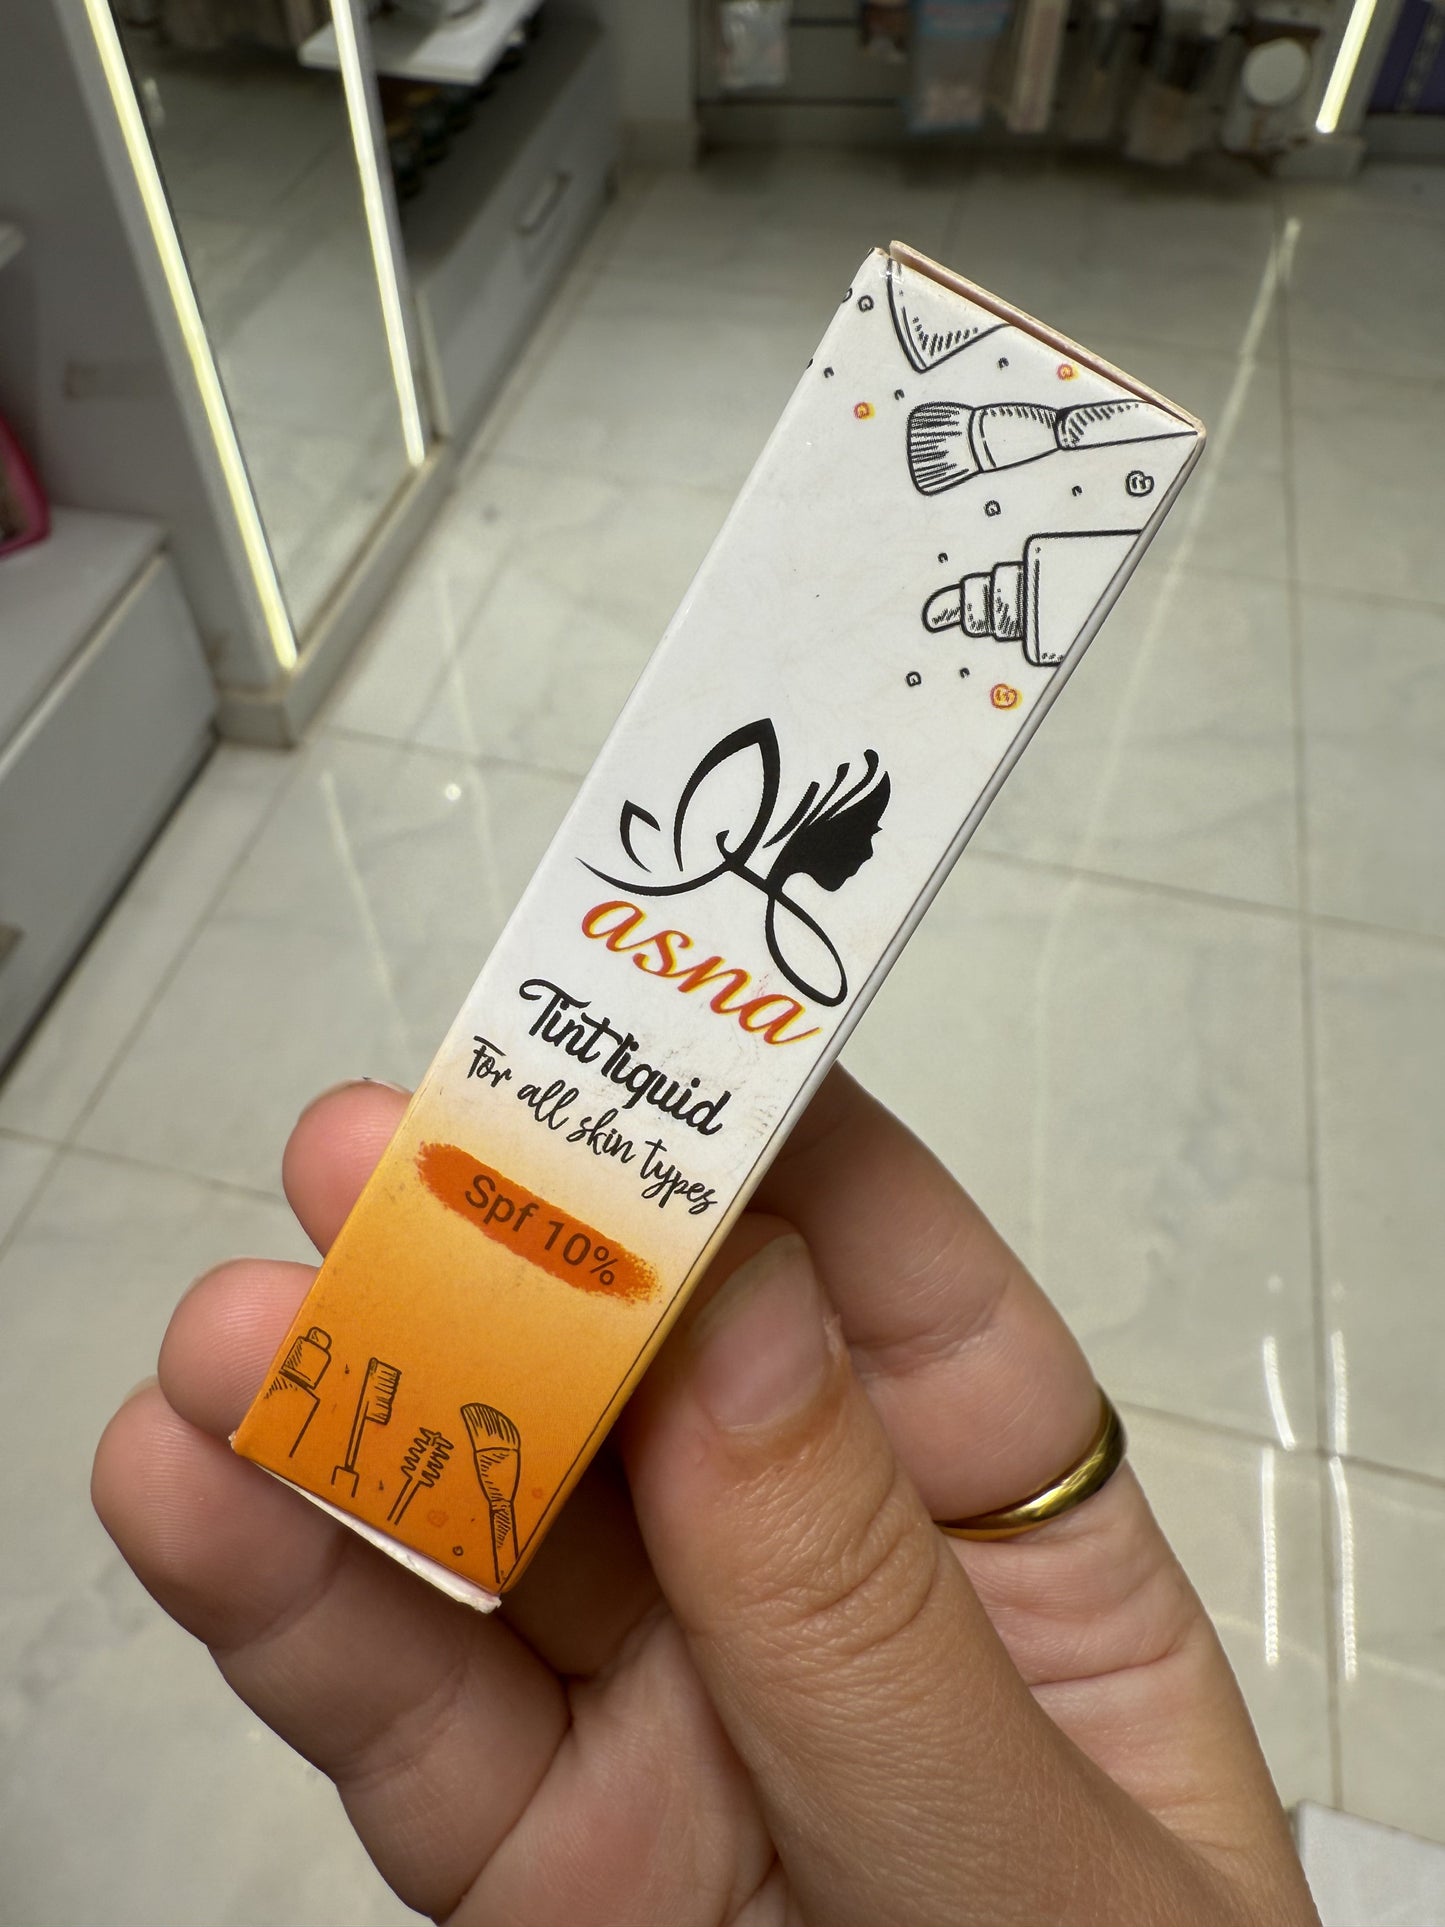 asna
Tint liquid
For all skin types
Spf 10%